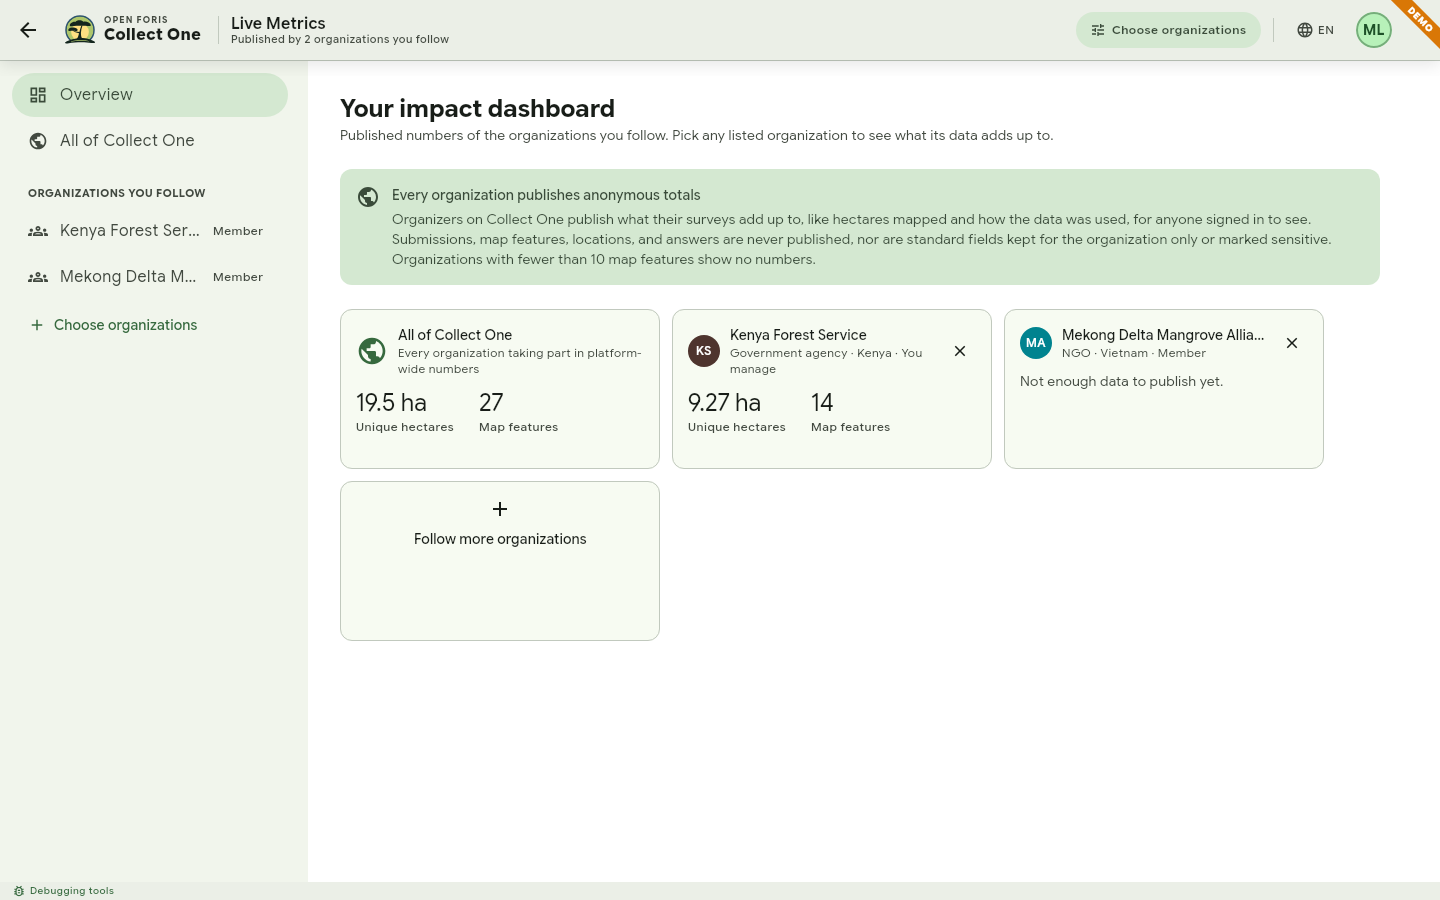 OPEN FORIS
Collect One
Live Metrics
Published by 2 organizations you follow
Choose organizations
EN
ML
DEMO
Overview
All of Collect One
ORGANIZATIONS YOU FOLLOW
Kenya Forest Ser... Member
Mekong Delta M... Member
Choose organizations
Your impact dashboard
Published numbers of the organizations you follow. Pick any listed organization to see what its data adds up to.
Every organization publishes anonymous totals
Organizers on Collect One publish what their surveys add up to, like hectares mapped and how the data was used, for anyone signed in to see.
Submissions, map features, locations, and answers are never published, nor are standard fields kept for the organization only or marked sensitive.
Organizations with fewer than 10 map features show no numbers.
All of Collect One
Every organization taking part in platform-
wide numbers
19.5 ha 27
Unique hectares Map features
KS
Kenya Forest Service
Government agency · Kenya · You
manage
9.27 ha 14
Unique hectares Map features
MA
Mekong Delta Mangrove Allia...
NGO · Vietnam · Member
Not enough data to publish yet.
Follow more organizations
Debugging tools